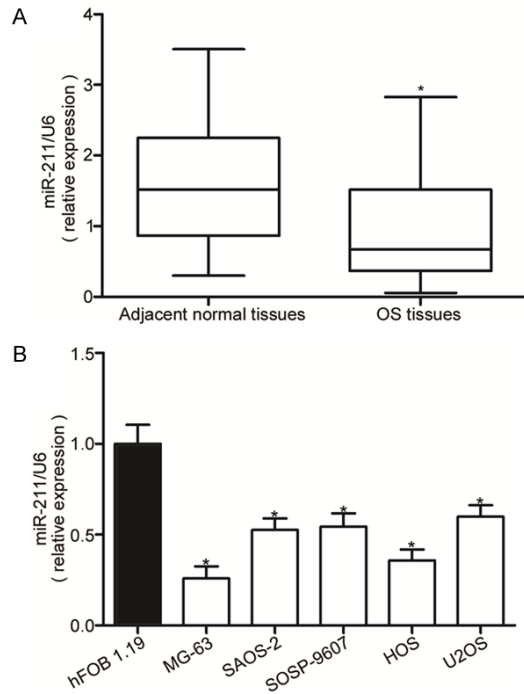 A
miR-211/U6
( relative expression )
4
3
2
1
0
*
Adjacent normal tissues
OS tissues
B
miR-211/U6
( relative expression )
1.5
1.0
0.5
0.0
*
*
*
*
*
hFOB 1.19
MG-63
SAOS-2
SOSP-9607
HOS
U2OS